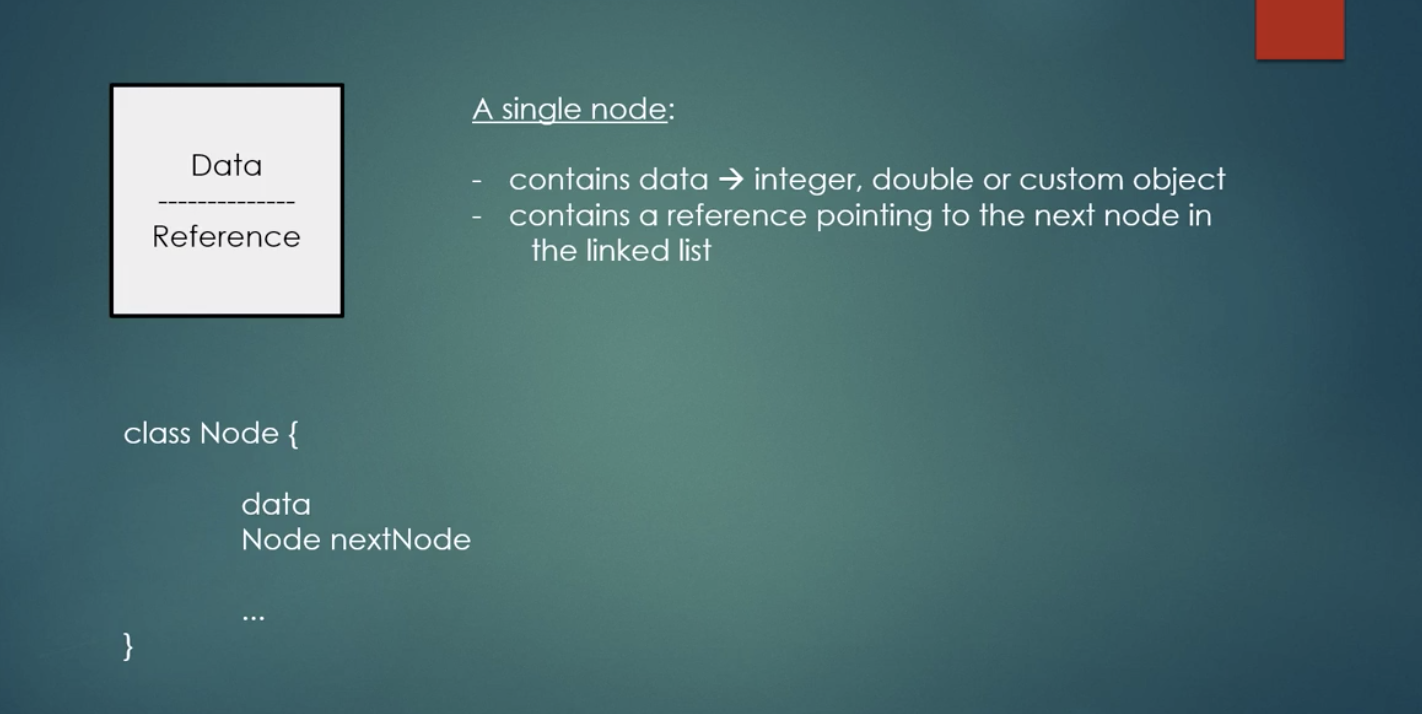 Data
--------------
Reference
A single node:
- contains data → integer, double or custom object
- contains a reference pointing to the next node in
the linked list
class Node {
data
Node nextNode
...
}